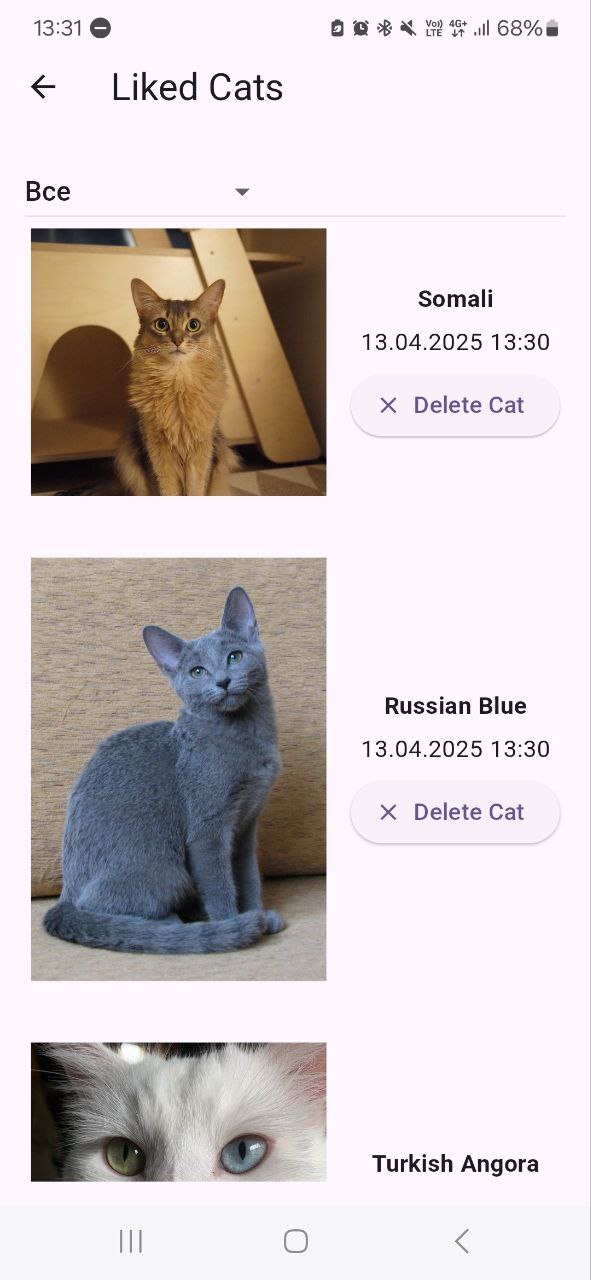 13:31
Vo)) LTE 4G+ 68%
Liked Cats
Все
Somali
13.04.2025 13:30
Delete Cat
Russian Blue
13.04.2025 13:30
Delete Cat
Turkish Angora